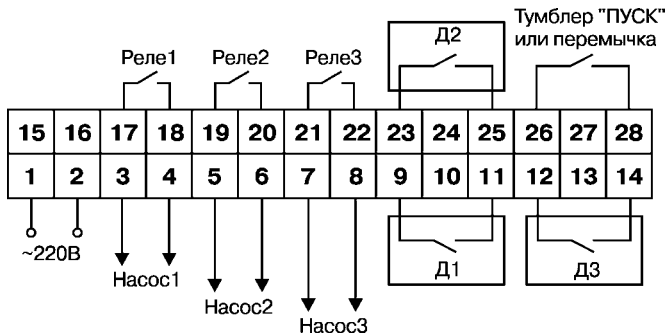 Тумблер "ПУСК"
или перемычка
Д2
Реле1 Реле2 Реле3
15 16 17 18 19 20 21 22 23 24 25 26 27 28
1 2 3 4 5 6 7 8 9 10 11 12 13 14
~220В
Насос1
Насос2
Насос3
Д1
Д3